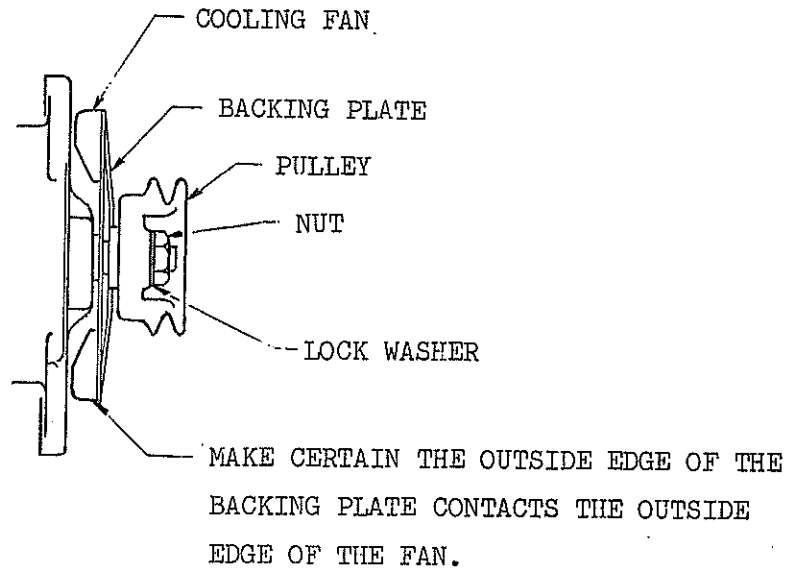 COOLING FAN
BACKING PLATE
PULLEY
NUT
LOCK WASHER
MAKE CERTAIN THE OUTSIDE EDGE OF THE
BACKING PLATE CONTACTS THE OUTSIDE
EDGE OF THE FAN.